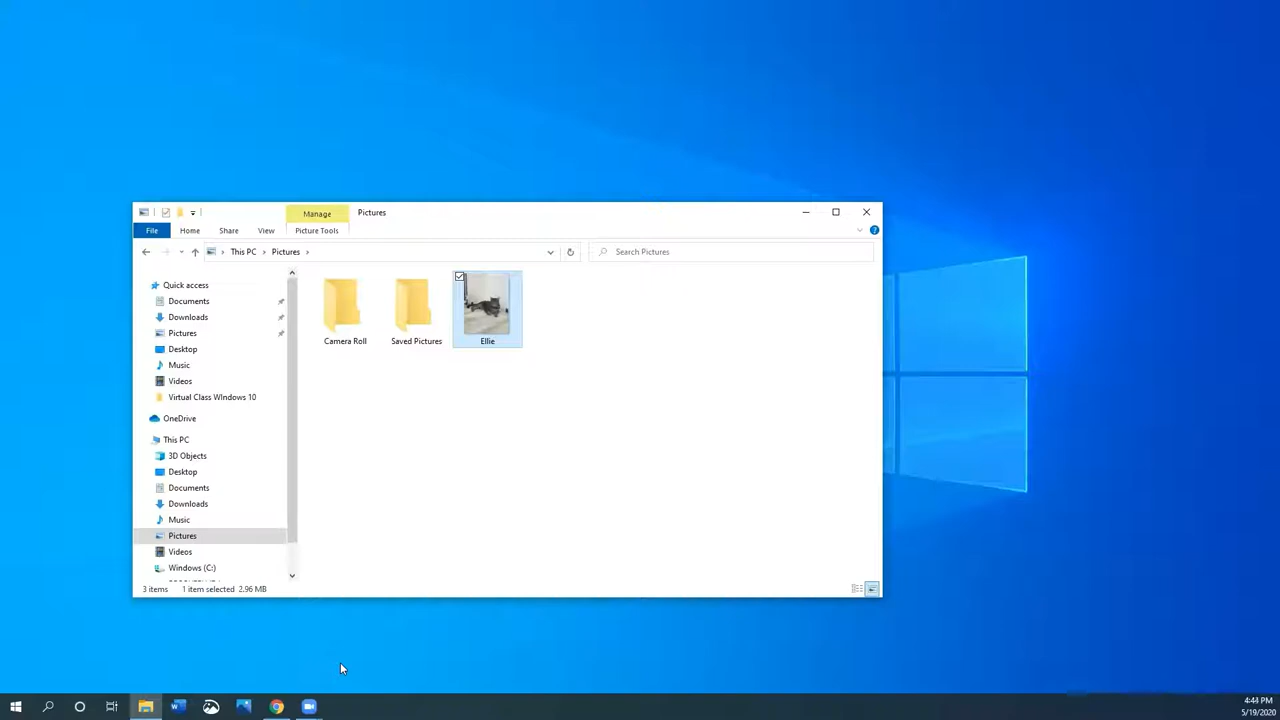 Manage
Pictures
File
Home
Share
View
Picture Tools
This PC
Pictures
Search Pictures
Quick access
Documents
Downloads
Pictures
Desktop
Music
Videos
Virtual Class WIndows 10
OneDrive
This PC
3D Objects
Desktop
Documents
Downloads
Music
Pictures
Videos
Windows (C:)
Camera Roll
Saved Pictures
Ellie
3 items
1 item selected 2.96 MB
4:43 PM
5/19/2020